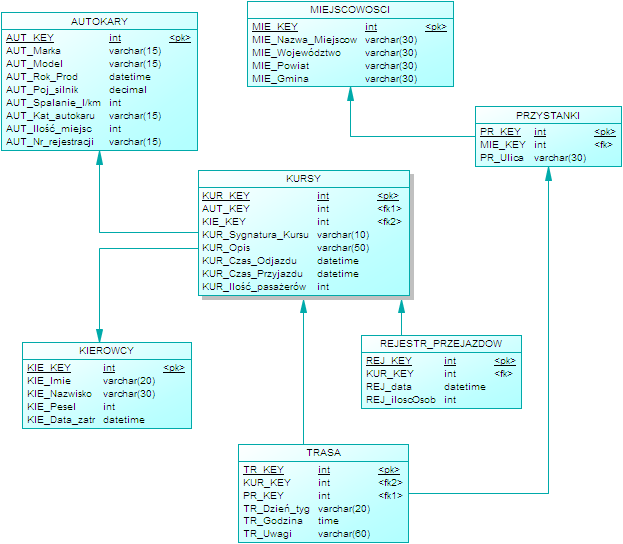 AUTOKARY
AUT_KEY int <pk>
AUT_Marka varchar(15)
AUT_Model varchar(15)
AUT_Rok_Prod datetime
AUT_Poj_silnik decimal
AUT_Spalanie_l/km int
AUT_Kat_autokaru varchar(15)
AUT_Ilość_miejsc int
AUT_Nr_rejestracji varchar(15)
MIEJSCOWOSCI
MIE_KEY int <pk>
MIE_Nazwa_Miejscow varchar(30)
MIE_Województwo varchar(30)
MIE_Powiat varchar(30)
MIE_Gmina varchar(30)
PRZYSTANKI
PR_KEY int <pk>
MIE_KEY int <fk>
PR_Ulica varchar(30)
KURSY
KUR_KEY int <pk>
AUT_KEY int <fk1>
KIE_KEY int <fk2>
KUR_Sygnatura_Kursu varchar(10)
KUR_Opis varchar(50)
KUR_Czas_Odjazdu datetime
KUR_Czas_Przyjazdu datetime
KUR_Ilość_pasażerów int
KIEROWCY
KIE_KEY int <pk>
KIE_Imie varchar(20)
KIE_Nazwisko varchar(30)
KIE_Pesel int
KIE_Data_zatr datetime
REJESTR_PRZEJAZDOW
REJ_KEY int <pk>
KUR_KEY int <fk>
REJ_data datetime
REJ_iloscOsob int
TRASA
TR_KEY int <pk>
KUR_KEY int <fk2>
PR_KEY int <fk1>
TR_Dzień_tyg varchar(20)
TR_Godzina time
TR_Uwagi varchar(60)